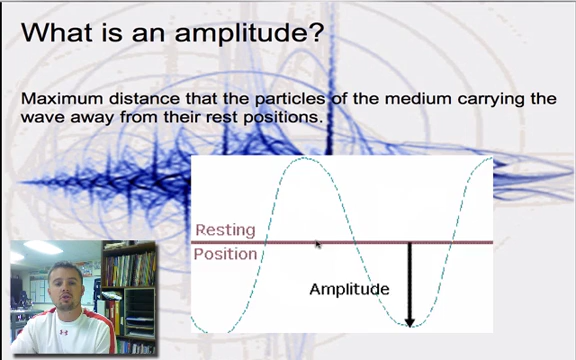 What is an amplitude?
Maximum distance that the particles of the medium carrying the
wave away from their rest positions.
Resting
Position
Amplitude